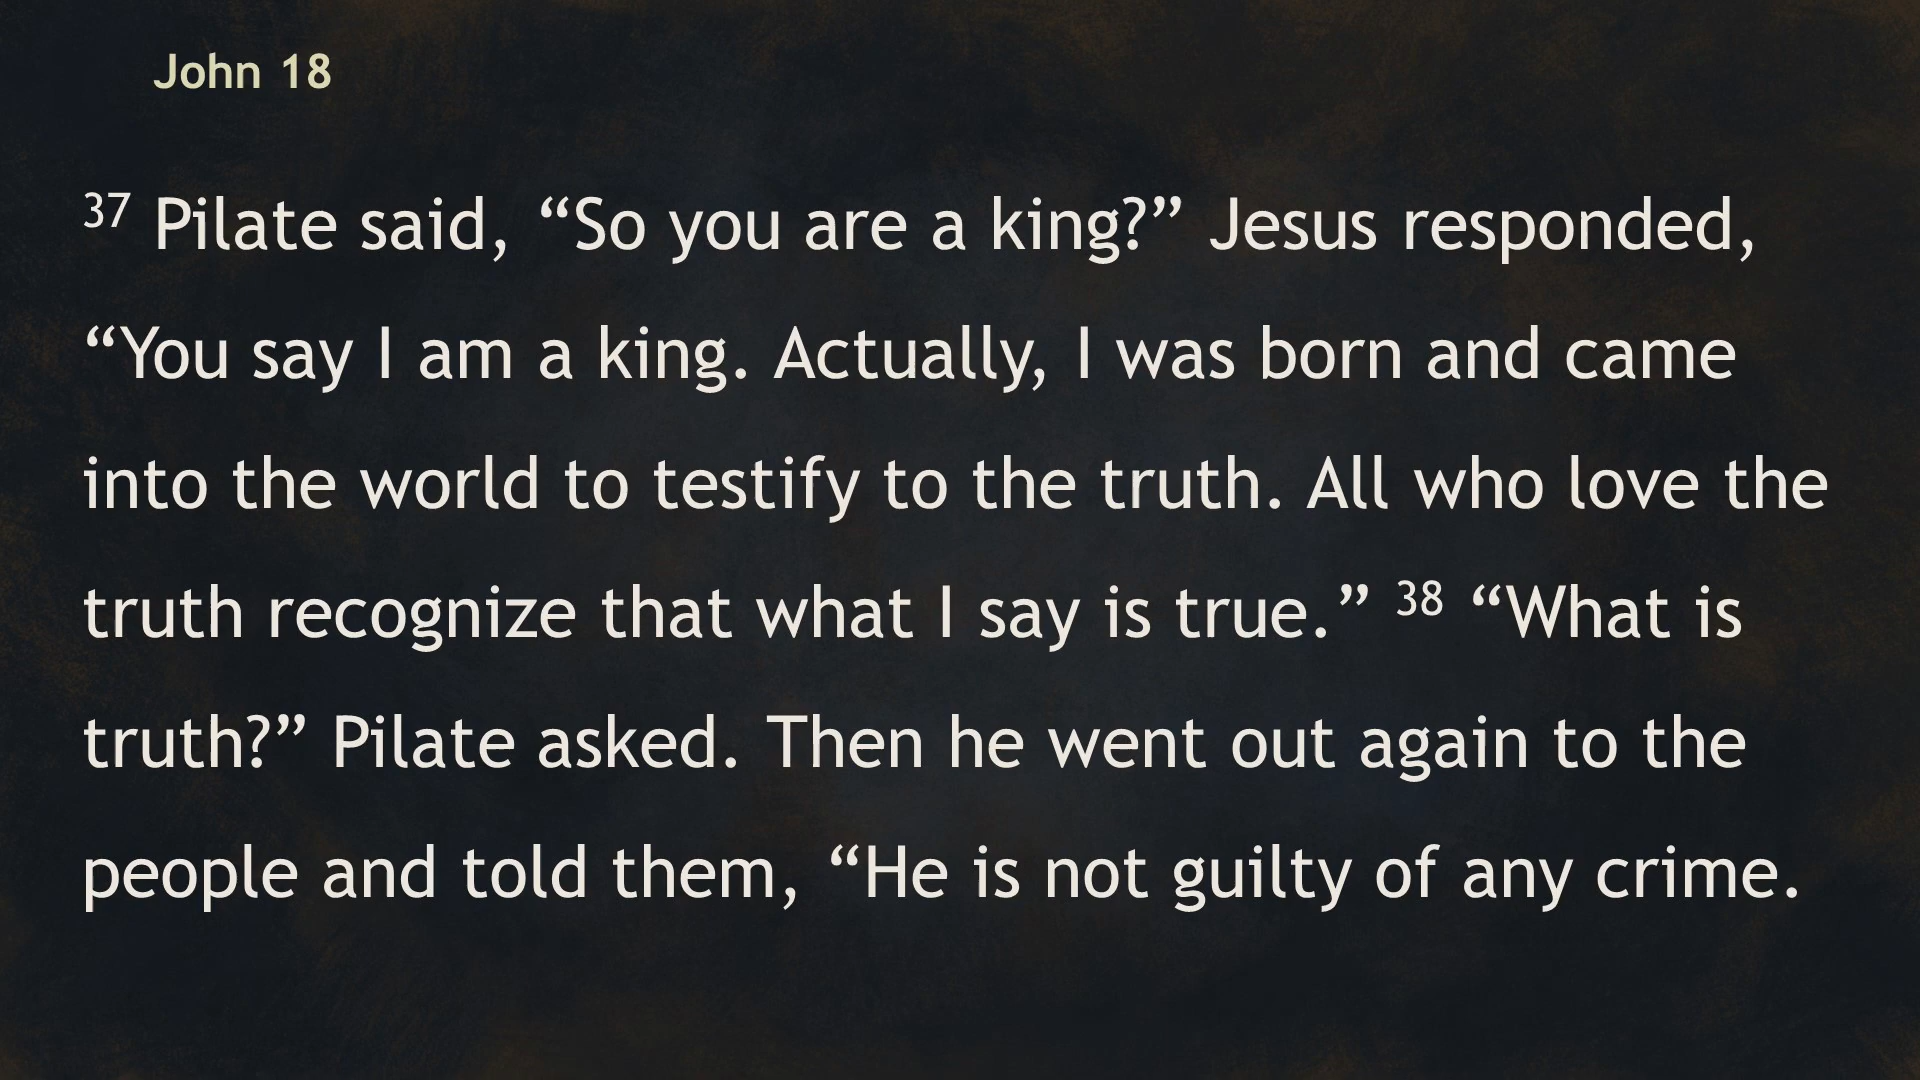 John 18
37 Pilate said, “So you are a king?” Jesus responded,
“You say I am a king. Actually, I was born and came
into the world to testify to the truth. All who love the
truth recognize that what I say is true.” 38 “What is
truth?” Pilate asked. Then he went out again to the
people and told them, “He is not guilty of any crime.